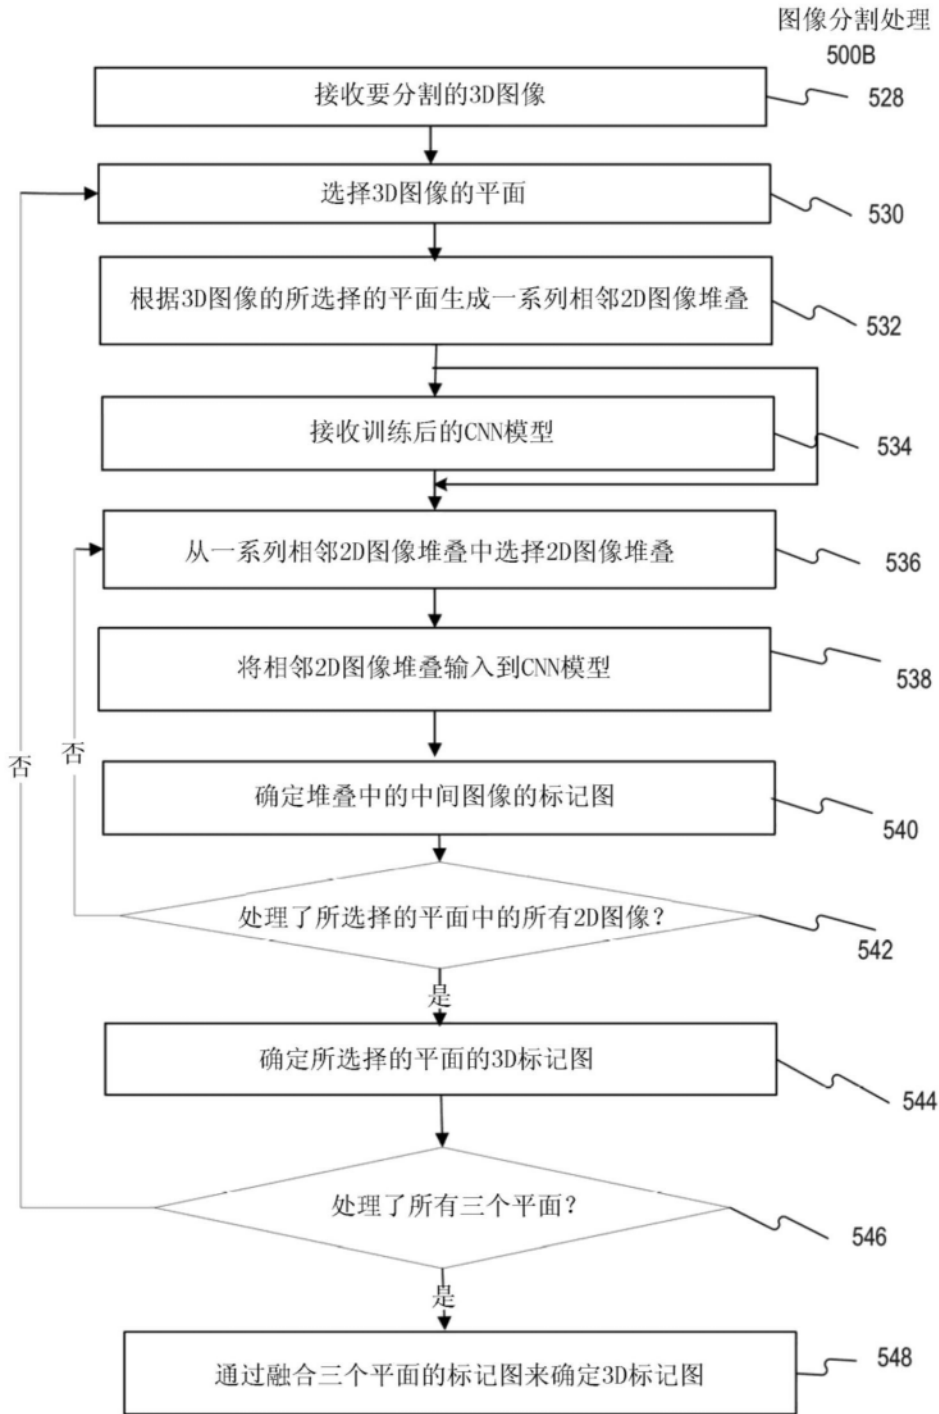 图像分割处理
500B
接收要分割的3D图像
528
选择3D图像的平面
530
根据3D图像的所选择的平面生成一系列相邻2D图像堆叠
532
接收训练后的CNN模型
534
从一系列相邻2D图像堆叠中选择2D图像堆叠
536
将相邻2D图像堆叠输入到CNN模型
538
否
否
确定堆叠中的中间图像的标记图
540
处理了所选择的平面中的所有2D图像?
542
是
确定所选择的平面的3D标记图
544
处理了所有三个平面?
546
是
通过融合三个平面的标记图来确定3D标记图
548